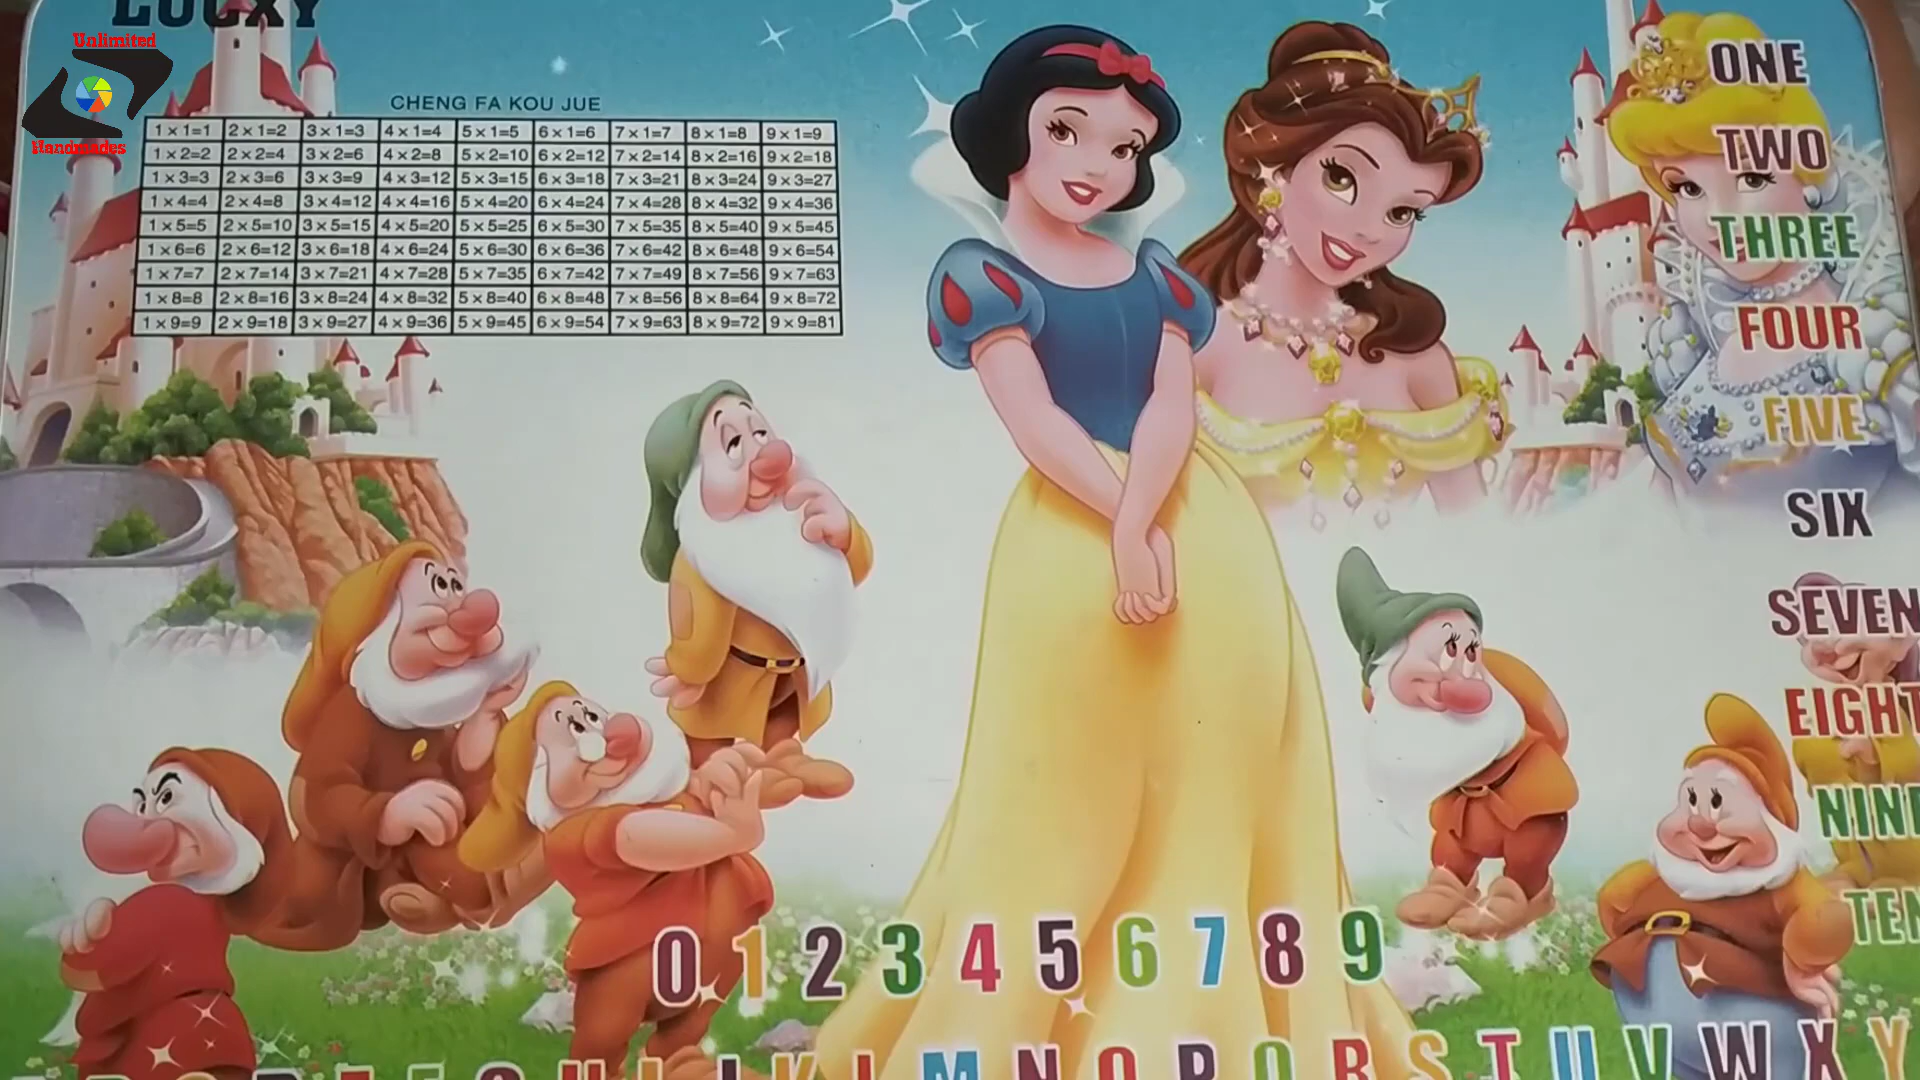 LUCKY
Unlimited
Handmades
CHENG FA KOU JUE
1×1=1 2×1=2 3×1=3 4×1=4 5×1=5 6×1=6 7×1=7 8×1=8 9×1=9
1×2=2 2×2=4 3×2=6 4×2=8 5×2=10 6×2=12 7×2=14 8×2=16 9×2=18
1×3=3 2×3=6 3×3=9 4×3=12 5×3=15 6×3=18 7×3=21 8×3=24 9×3=27
1×4=4 2×4=8 3×4=12 4×4=16 5×4=20 6×4=24 7×4=28 8×4=32 9×4=36
1×5=5 2×5=10 3×5=15 4×5=20 5×5=25 6×5=30 7×5=35 8×5=40 9×5=45
1×6=6 2×6=12 3×6=18 4×6=24 5×6=30 6×6=36 7×6=42 8×6=48 9×6=54
1×7=7 2×7=14 3×7=21 4×7=28 5×7=35 6×7=42 7×7=49 8×7=56 9×7=63
1×8=8 2×8=16 3×8=24 4×8=32 5×8=40 6×8=48 7×8=56 8×8=64 9×8=72
1×9=9 2×9=18 3×9=27 4×9=36 5×9=45 6×9=54 7×9=63 8×9=72 9×9=81
ONE
TWO
THREE
FOUR
FIVE
SIX
SEVEN
EIGHT
NINE
TEN
0 1 2 3 4 5 6 7 8 9
M N O P Q R S T U V W X Y